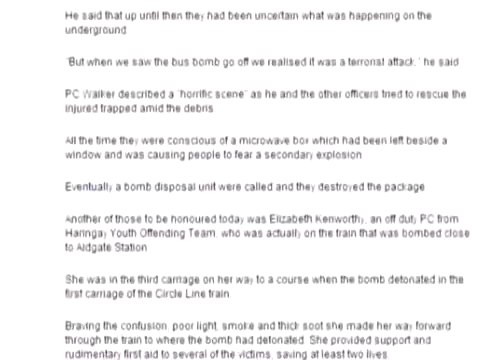 He said that up until then they had been uncertain what was happening on the
underground
"But when we saw the bus bomb go off we realised it was a terrorist attack," he said
PC Walker described a "horrific scene" as he and the other officers tried to rescue the
injured trapped amid the debris
All the time they were conscious of a microwave box which had been left beside a
window and was causing people to fear a secondary explosion
Eventually a bomb disposal unit were called and they destroyed the package
Another of those to be honoured today was Elizabeth Kenworthy, an off duty PC from
Haringay Youth Offending Team, who was actually on the train that was bombed close
to Aldgate Station
She was in the third carriage on her way to a course when the bomb detonated in the
first carriage of the Circle Line train
Braving the confusion, poor light, smoke and thick soot she made her way forward
through the train to where the bomb had detonated. She provided support and
rudimentary first aid to several of the victims, saving at least two lives